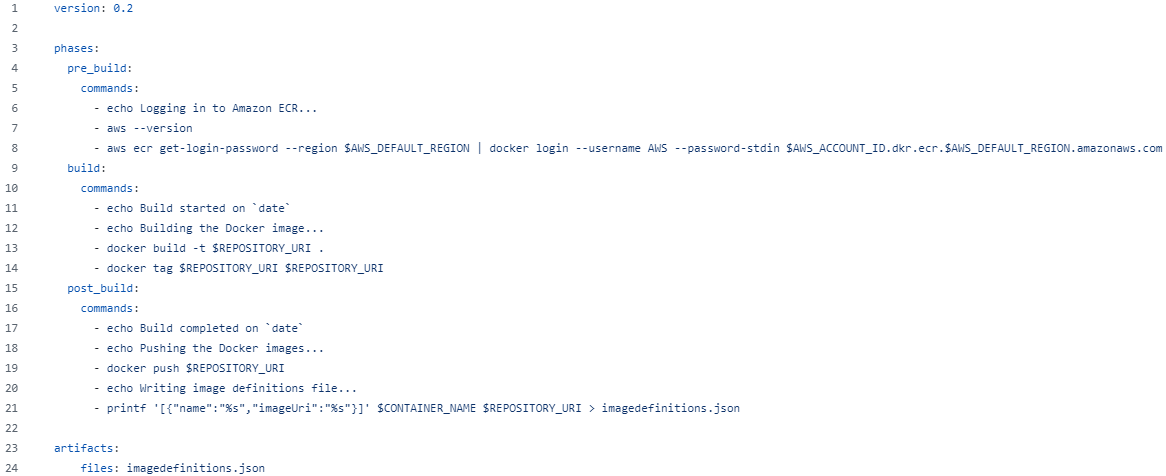 1 version: 0.2
2
3 phases:
4   pre_build:
5     commands:
6       - echo Logging in to Amazon ECR...
7       - aws --version
8       - aws ecr get-login-password --region $AWS_DEFAULT_REGION | docker login --username AWS --password-stdin $AWS_ACCOUNT_ID.dkr.ecr.$AWS_DEFAULT_REGION.amazonaws.com
9   build:
10     commands:
11       - echo Build started on `date`
12       - echo Building the Docker image...
13       - docker build -t $REPOSITORY_URI .
14       - docker tag $REPOSITORY_URI $REPOSITORY_URI
15   post_build:
16     commands:
17       - echo Build completed on `date`
18       - echo Pushing the Docker images...
19       - docker push $REPOSITORY_URI
20       - echo Writing image definitions file...
21       - printf '[{"name":"%s","imageUri":"%s"}]' $CONTAINER_NAME $REPOSITORY_URI > imagedefinitions.json
22
23 artifacts:
24     files: imagedefinitions.json